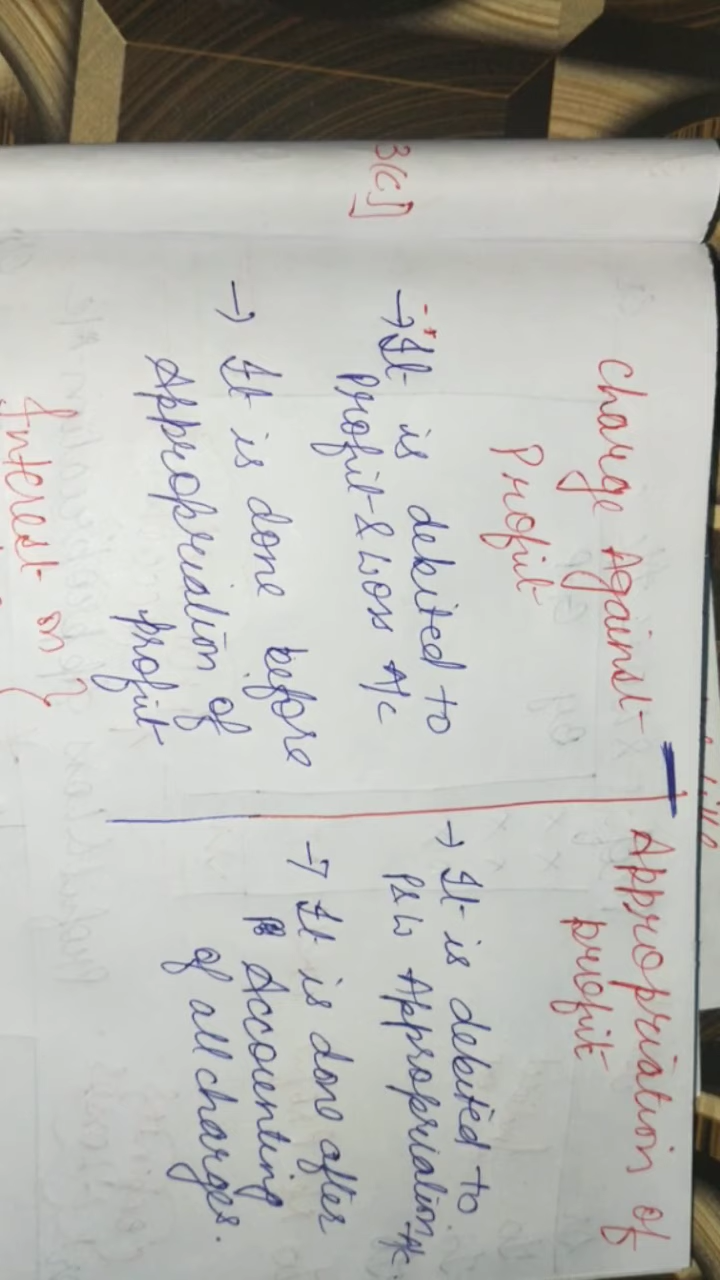 3(c)]
Charge Against
Profit
→ It is debited to
Profit & Loss A/c
→ It is done before
Appropriation of
profit
Interest on }
Appropriation of
profit
→ It is debited to
P&L Appropriation A/c.
→ It is done after
Accounting
of all charges.